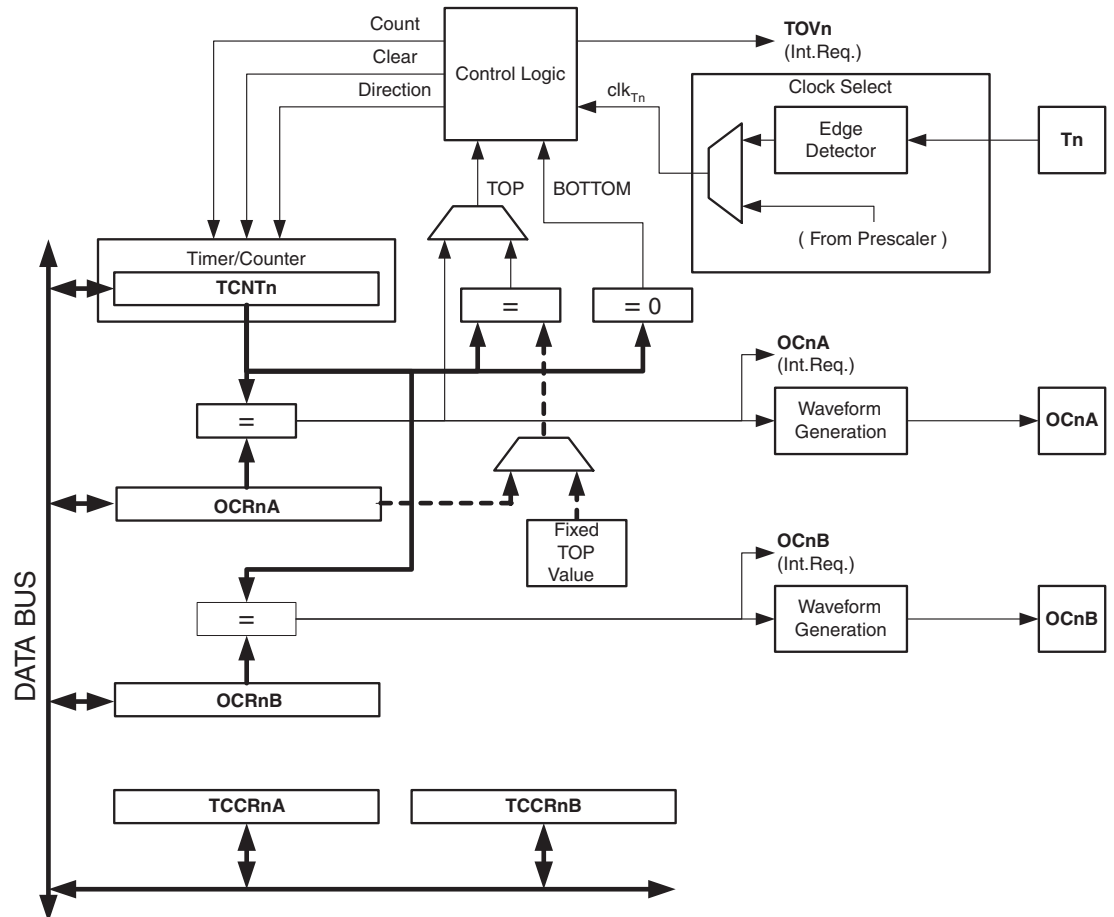 Count
Clear
Direction
Control Logic
TOVn
(Int.Req.)
clkTn
Clock Select
Edge
Detector
Tn
( From Prescaler )
TOP
BOTTOM
Timer/Counter
TCNTn
=
= 0
OCnA
(Int.Req.)
=
Waveform
Generation
OCnA
OCRnA
Fixed
TOP
Value
OCnB
(Int.Req.)
=
Waveform
Generation
OCnB
OCRnB
DATA BUS
TCCRnA
TCCRnB